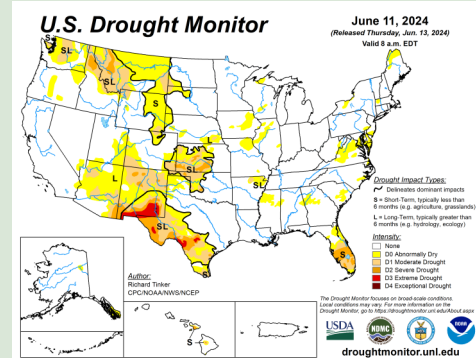 U.S. Drought Monitor
June 11, 2024
(Released Thursday, Jun. 13, 2024)
Valid 8 a.m. EDT
S
SL
SL
S
L
SL
L
SL
SL
S
S
S
Drought Impact Types:
Delineates dominant impacts
S = Short-Term, typically less than
6 months (e.g. agriculture, grasslands)
L = Long-Term, typically greater than
6 months (e.g. hydrology, ecology)
Intensity:
None
D0 Abnormally Dry
D1 Moderate Drought
D2 Severe Drought
D3 Extreme Drought
D4 Exceptional Drought
Author:
Richard Tinker
CPC/NOAA/NWS/NCEP
The Drought Monitor focuses on broad-scale conditions.
Local conditions may vary. For more information on the
Drought Monitor, go to https://droughtmonitor.unl.edu/About.aspx
USDA
NDMC
NOAA
droughtmonitor.unl.edu